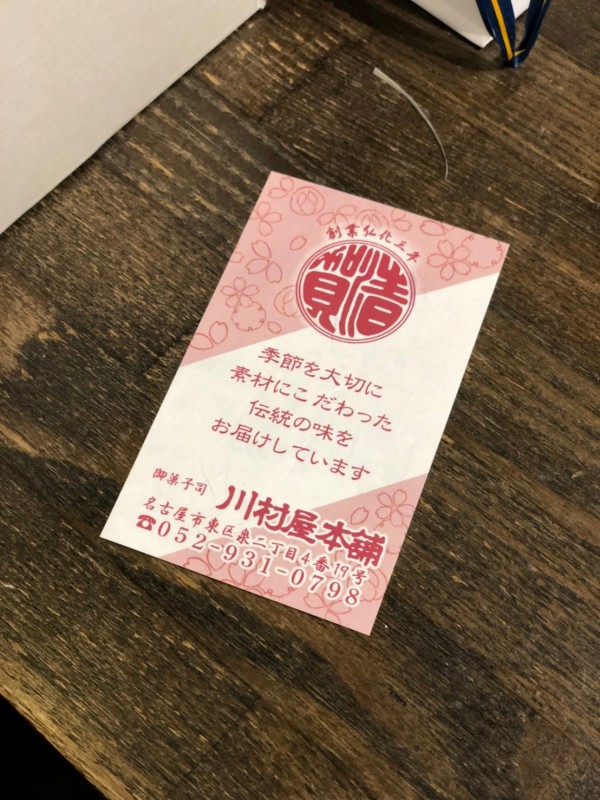 創業弘化三年
季節を大切に
素材にこだわった
伝統の味を
お届けしています
御菓子司
川村屋本舗
名古屋市東区泉二丁目4番19号
☎052-931-0798